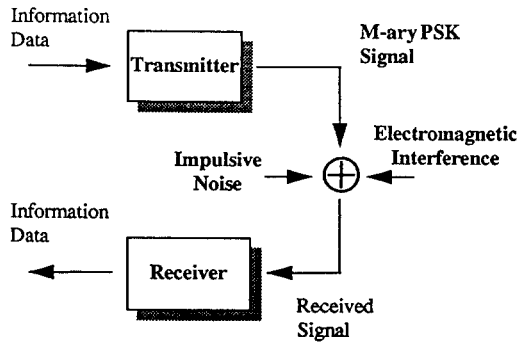 Information
Data
Transmitter
M-ary PSK
Signal
Impulsive
Noise
Electromagnetic
Interference
Information
Data
Receiver
Received
Signal